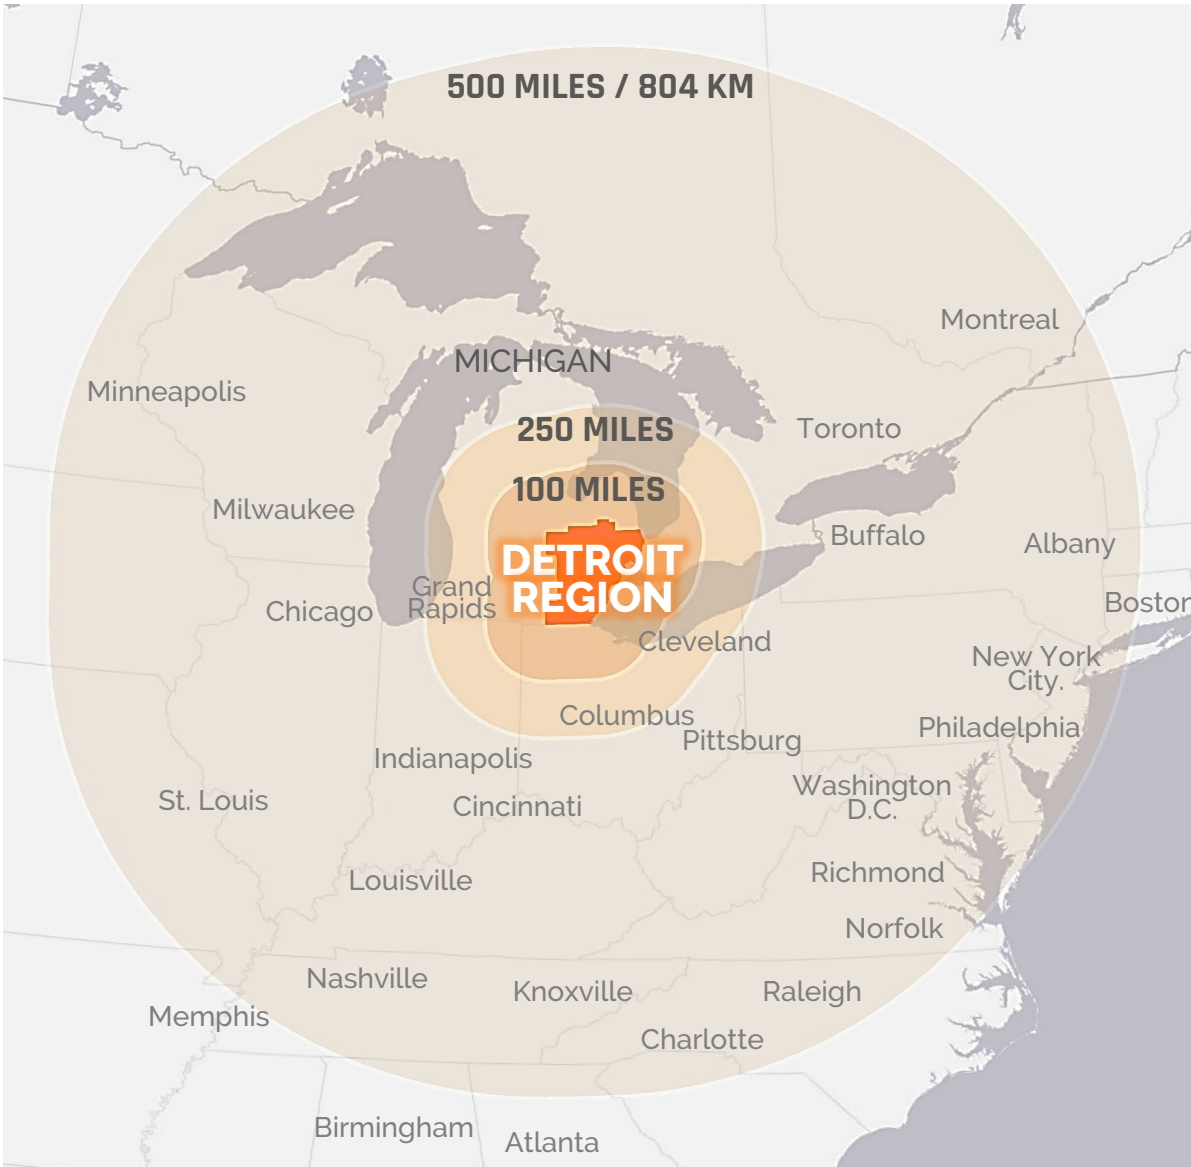 500 MILES / 804 KM
Montreal
MICHIGAN
Minneapolis
250 MILES
Toronto
100 MILES
Milwaukee
Buffalo
Albany
DETROIT
REGION
Grand
Rapids
Chicago
Boston
Cleveland
New York
City.
Columbus
Philadelphia
Pittsburg
Indianapolis
Washington
D.C.
St. Louis
Cincinnati
Richmond
Louisville
Norfolk
Nashville
Knoxville
Raleigh
Memphis
Charlotte
Birmingham
Atlanta